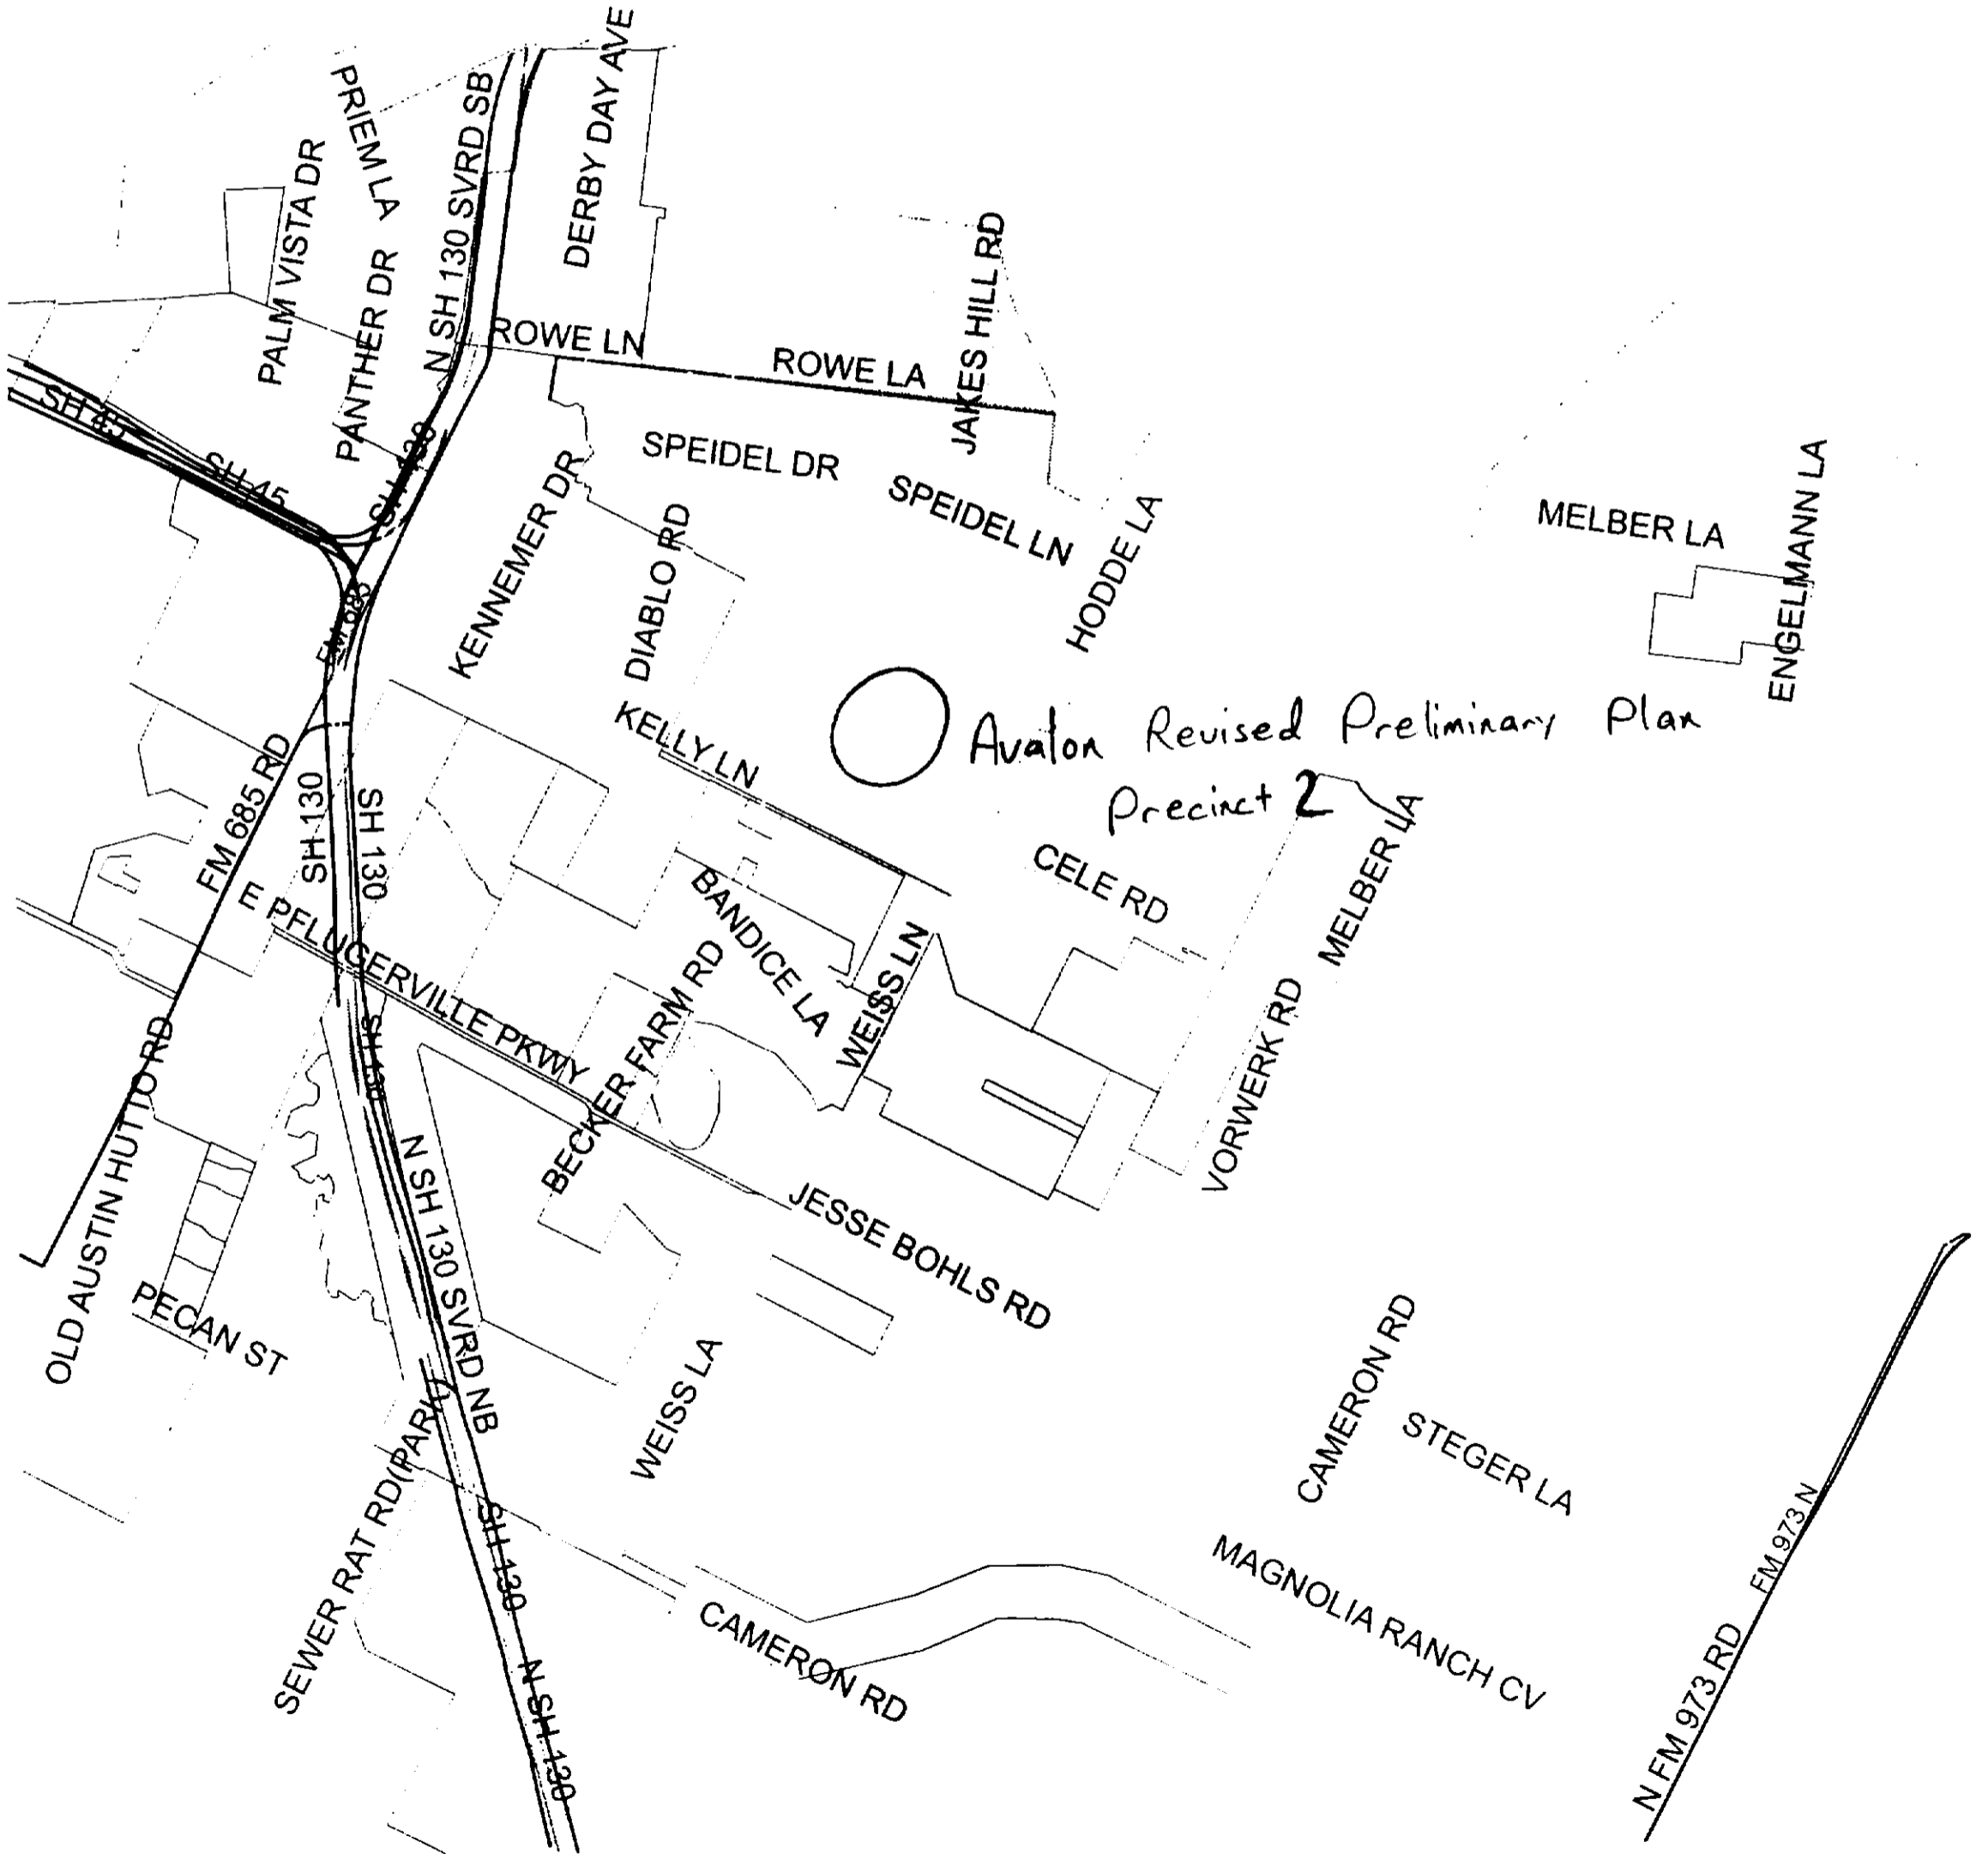 PRIEM LA
N SH 130 SVRD SB
DERBY DAY AVE
PALM VISTA DR
PANTHER DR
JAKES HILL RD
ROWE LN
ROWE LA
SH 45
SH 45
SH 130
SPEIDEL DR
SPEIDEL LN
KENNEMER DR
DIABLO RD
HODDE LA
MELBER LA
ENGELMANN LA
FM 685
KELLY LN
Avalon Revised Preliminary Plan
Precinct 2
FM 685 RD
SH 130
SH 130
CELE RD
MELBER LA
E PFLUGERVILLE PKWY
BANDICE LA
WEISS LN
BECKER FARM RD
VORWERK RD
SH 130
OLD AUSTIN HUTTO RD
N SH 130 SVRD NB
JESSE BOHLS RD
PECAN ST
WEISS LA
CAMERON RD
STEGER LA
SEWER RAT RD(PARK
SH 130
MAGNOLIA RANCH CV
FM 973 N
CAMERON RD
N SH 130
N FM 973 RD